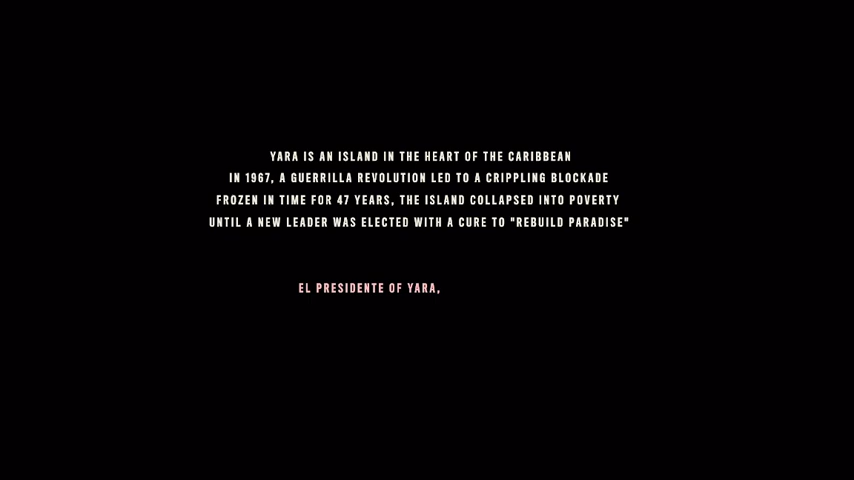 YARA IS AN ISLAND IN THE HEART OF THE CARIBBEAN
IN 1967, A GUERRILLA REVOLUTION LED TO A CRIPPLING BLOCKADE
FROZEN IN TIME FOR 47 YEARS, THE ISLAND COLLAPSED INTO POVERTY
UNTIL A NEW LEADER WAS ELECTED WITH A CURE TO "REBUILD PARADISE"
EL PRESIDENTE OF YARA,